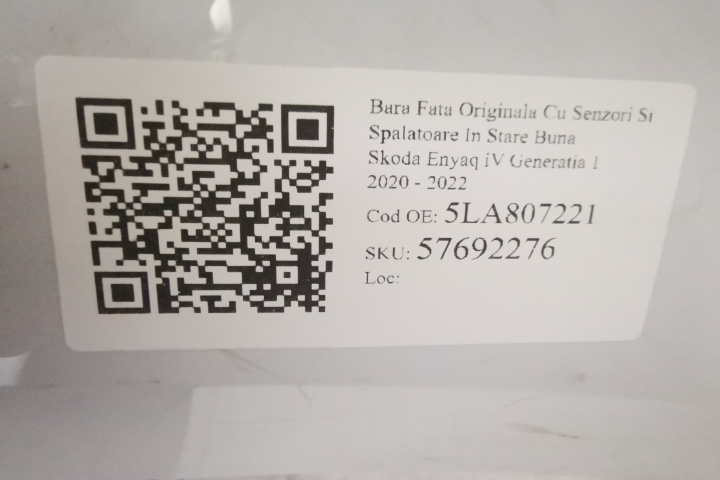 Bara Fata Originala Cu Senzori Si
Spalatoare In Stare Buna
Skoda Enyaq iV Generatia 1
2020 - 2022
Cod OE: 5LA807221
SKU: 57692276
Loc: